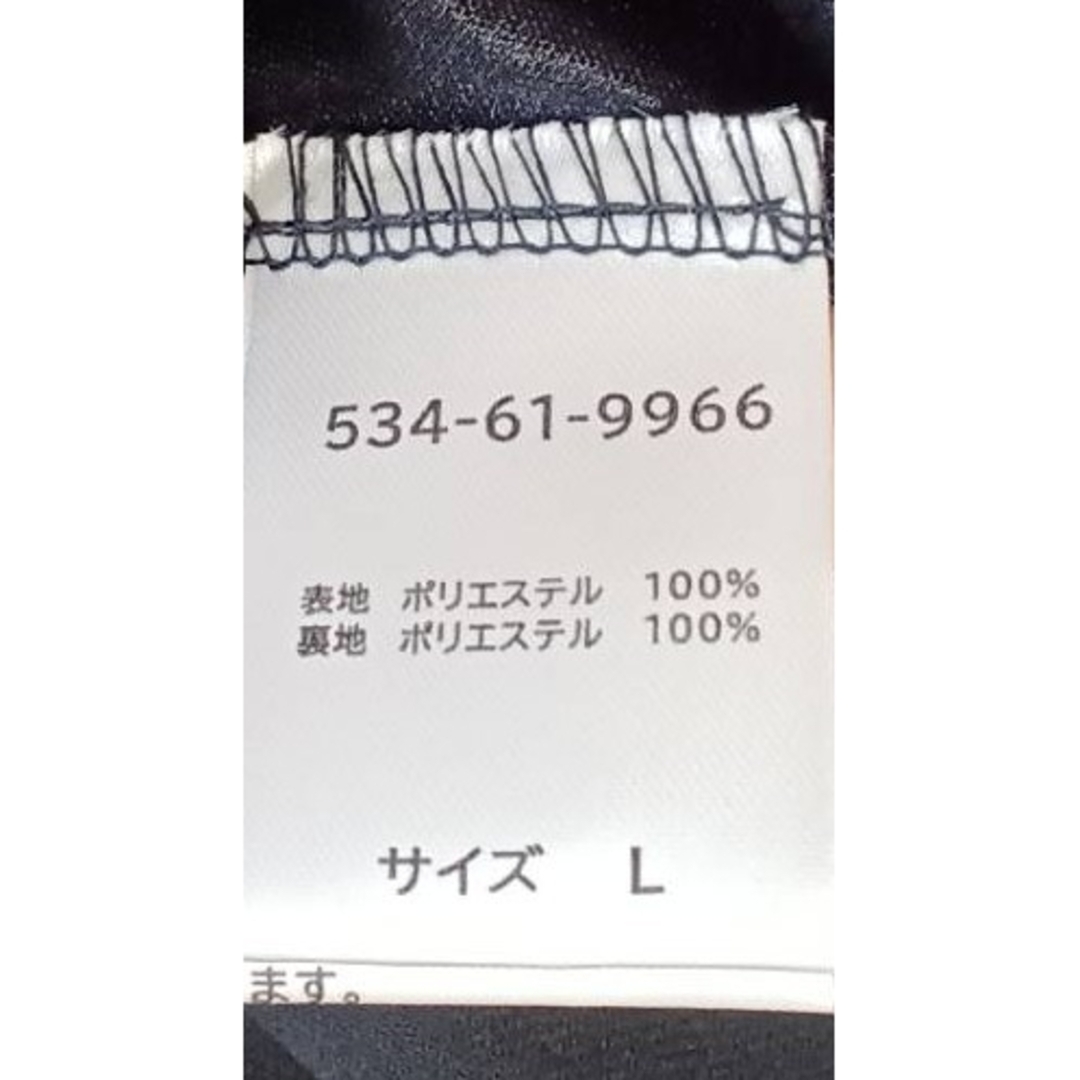 534-61-9966
表地 ポリエステル 100%
裏地 ポリエステル 100%
サイズ L
ます。